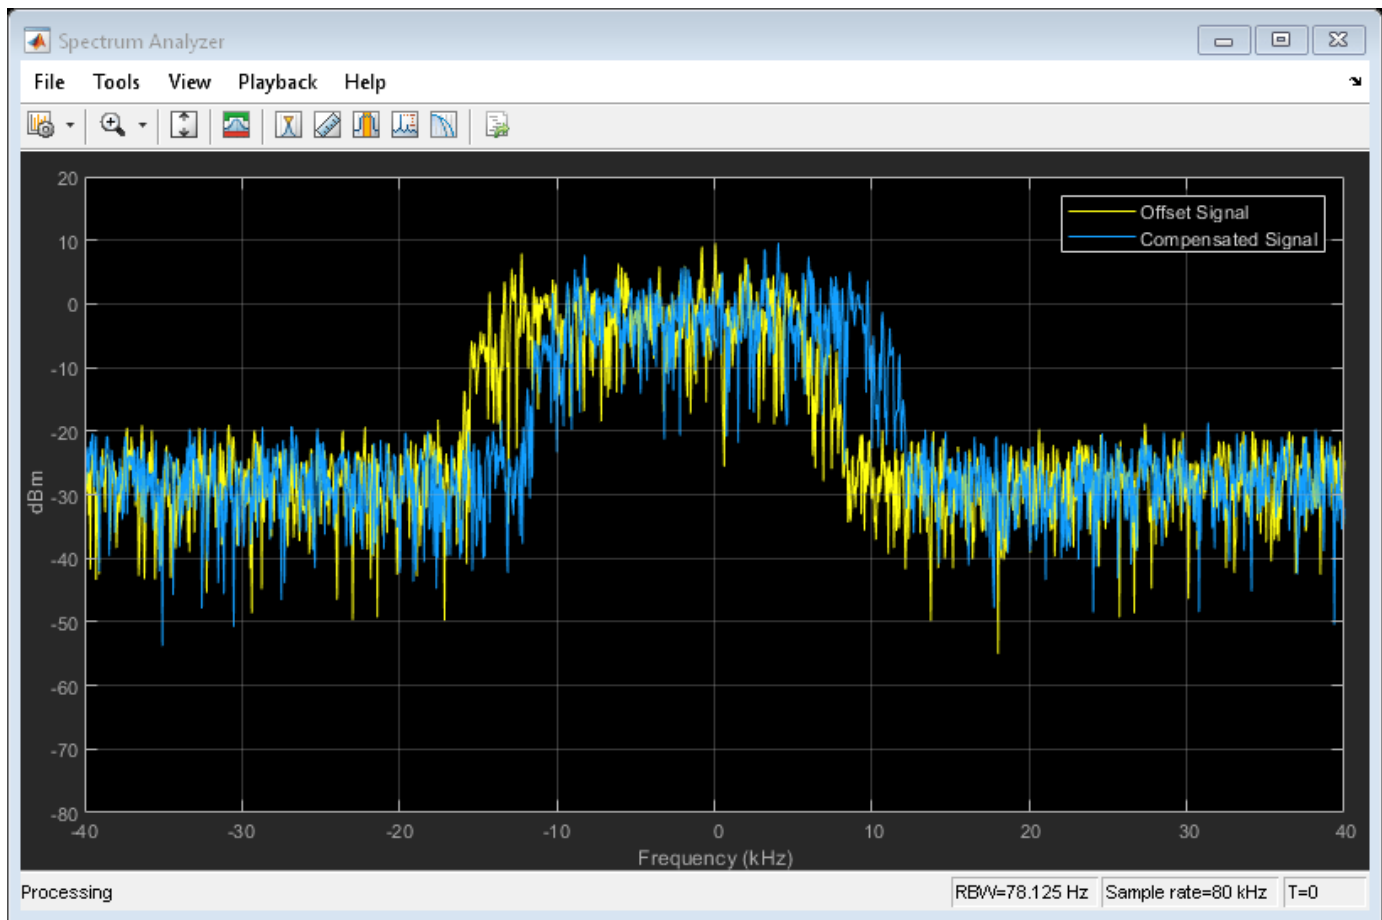 Spectrum Analyzer
File Tools View Playback Help
20
10
0
-10
-20
-30
-40
-50
-60
-70
-80
dBm
Offset Signal
Compensated Signal
-40 -30 -20 -10 0 10 20 30 40
Frequency (kHz)
Processing RBW=78.125 Hz Sample rate=80 kHz T=0